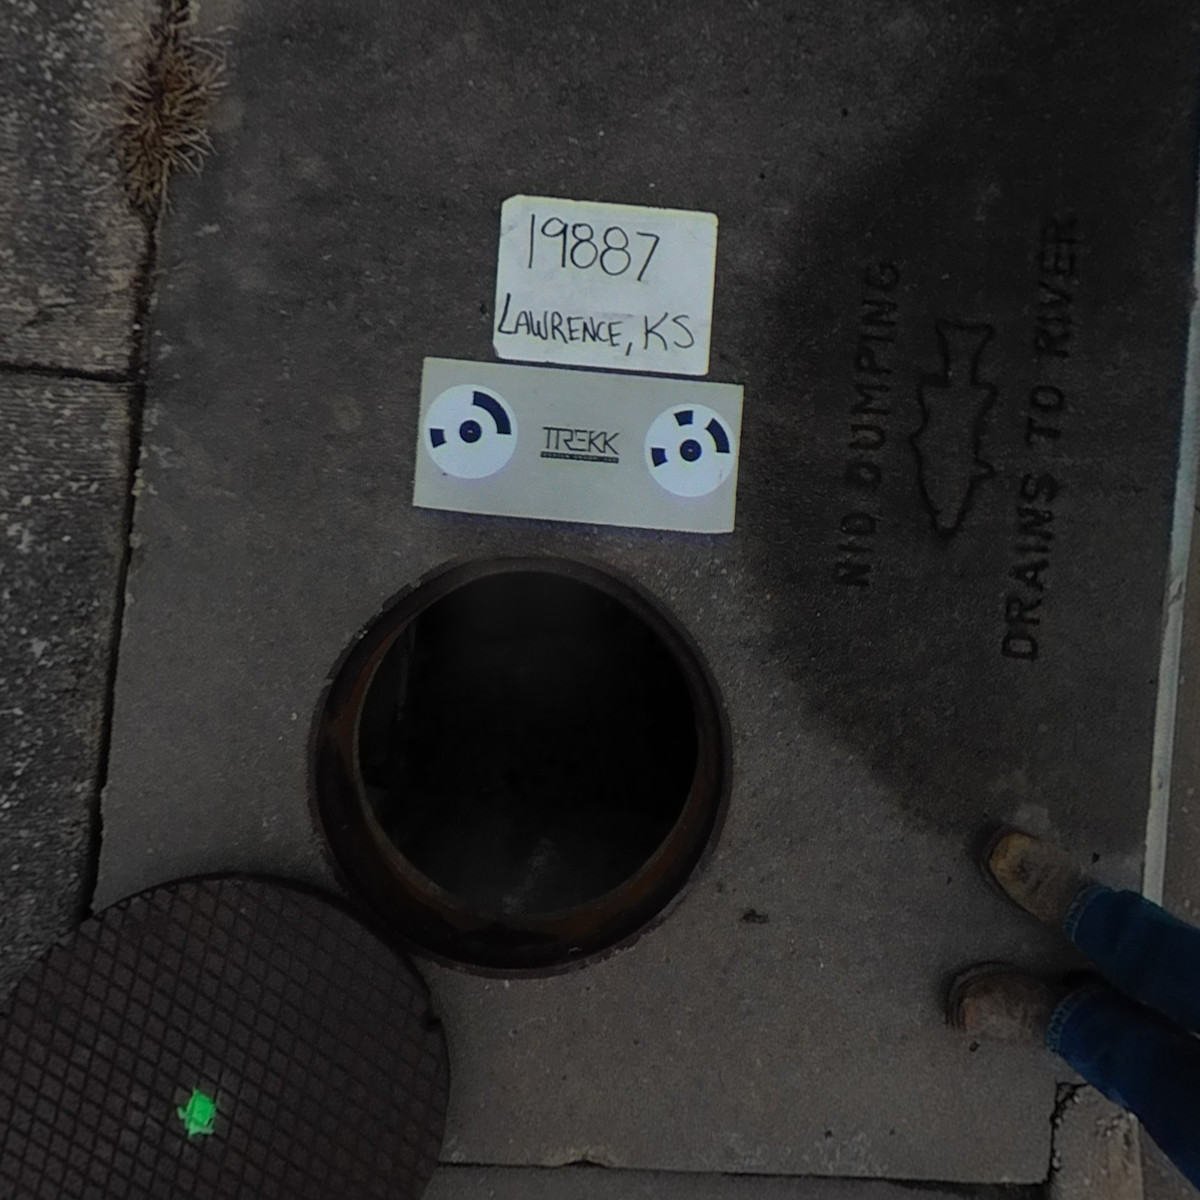 19887
LAWRENCE, KS
TREKK
NO DUMPING
DRAINS TO RIVER